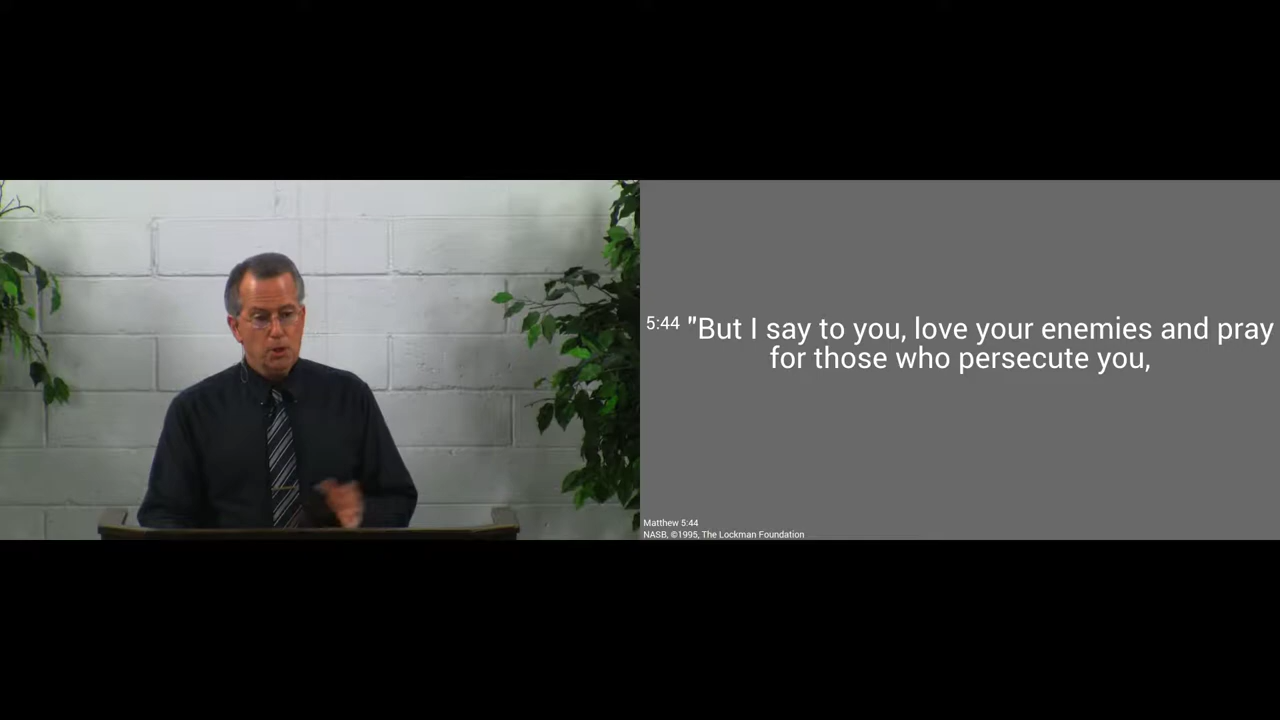 5:44 "But I say to you, love your enemies and pray
for those who persecute you,
Matthew 5:44
NASB, ©1995, The Lockman Foundation